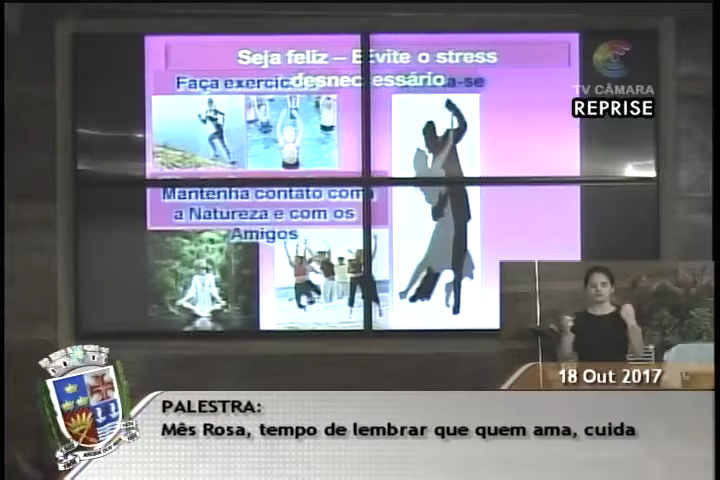 Seja feliz – Evite o stress
desnecessário
Faça exercíc
a-se
Mantenha contato com
a Natureza e com os
Amigos
TV CÂMARA
REPRISE
18 Out 2017
PALESTRA:
Mês Rosa, tempo de lembrar que quem ama, cuida